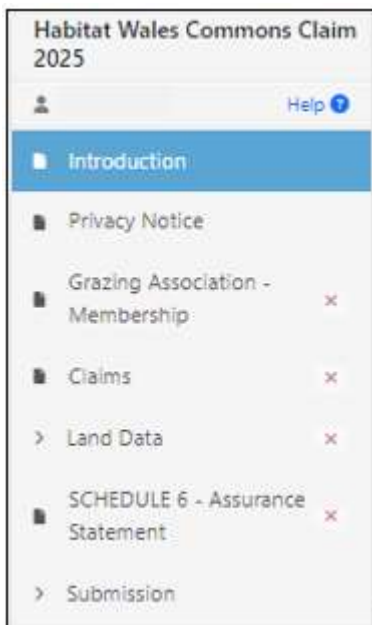 Habitat Wales Commons Claim
2025
Help
Introduction
Privacy Notice
Grazing Association -
Membership
Claims
Land Data
SCHEDULE 6 - Assurance
Statement
Submission